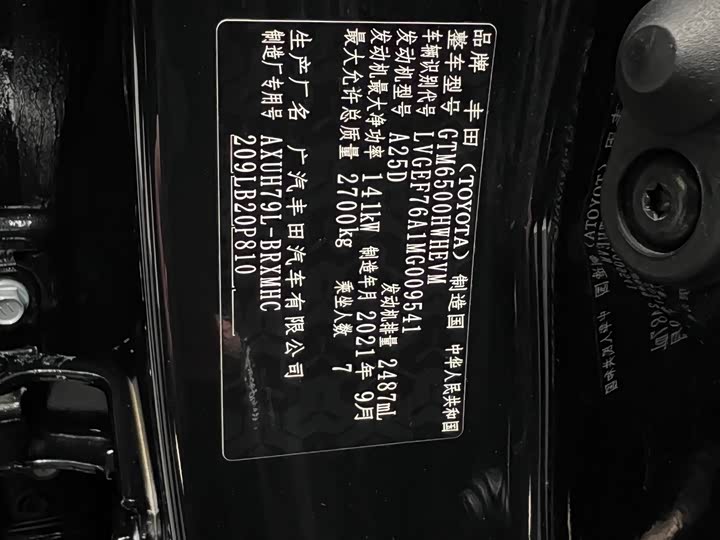 品牌 丰田(TOYOTA) 制造国 中华人民共和国
整车型号 GTM6500HWHEVM
车辆识别代号 LVGEF76A1MG009541
发动机型号 A25D 发动机排量 2487mL
发动机最大净功率 141kW 制造年月 2021年 9月
最大允许总质量 2700kg 乘坐人数 7
生产厂名 广汽丰田汽车有限公司
制造厂专用号 AXUH79L-BRXMHC
209LB20P810